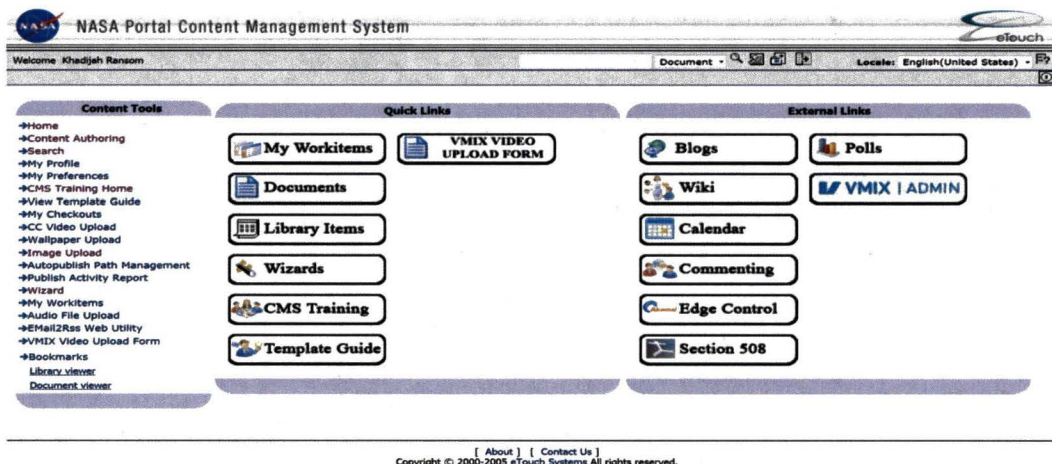 NASA
NASA Portal Content Management System
eTouch
Welcome Khadijah Ransom
Document
Locale: English(United States)
Content Tools
Home
Content Authoring
Search
My Profile
My Preferences
CMS Training Home
View Template Guide
My Checkouts
CC Video Upload
Wallpaper Upload
Image Upload
Autopublish Path Management
Publish Activity Report
Wizard
My Workitems
Audio File Upload
EMail2Rss Web Utility
VMIX Video Upload Form
Bookmarks
Library viewer
Document viewer
Quick Links
My Workitems
Documents
Library Items
Wizards
CMS Training
Template Guide
VMIX VIDEO
UPLOAD FORM
External Links
Blogs
Wiki
Calendar
Commenting
Edge Control
Section 508
Polls
VMIX | ADMIN
[ About ] [ Contact Us ]
Copyright © 2000-2005 eTouch Systems All rights reserved.